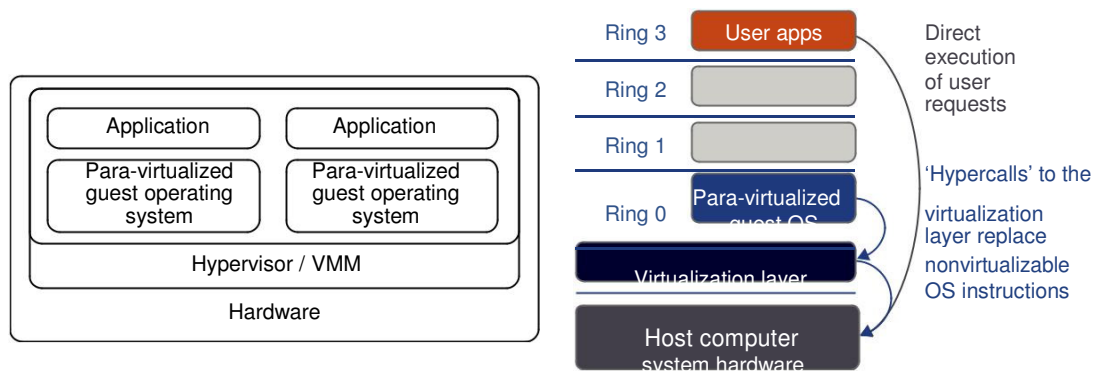 Application
Application
Para-virtualized
guest operating
system
Para-virtualized
guest operating
system
Hypervisor / VMM
Hardware
Ring 3
User apps
Ring 2
Ring 1
Ring 0
Para-virtualized
guest OS
Virtualization layer
Host computer
system hardware
Direct
execution
of user
requests
‘Hypercalls’ to the
virtualization
layer replace
nonvirtualizable
OS instructions